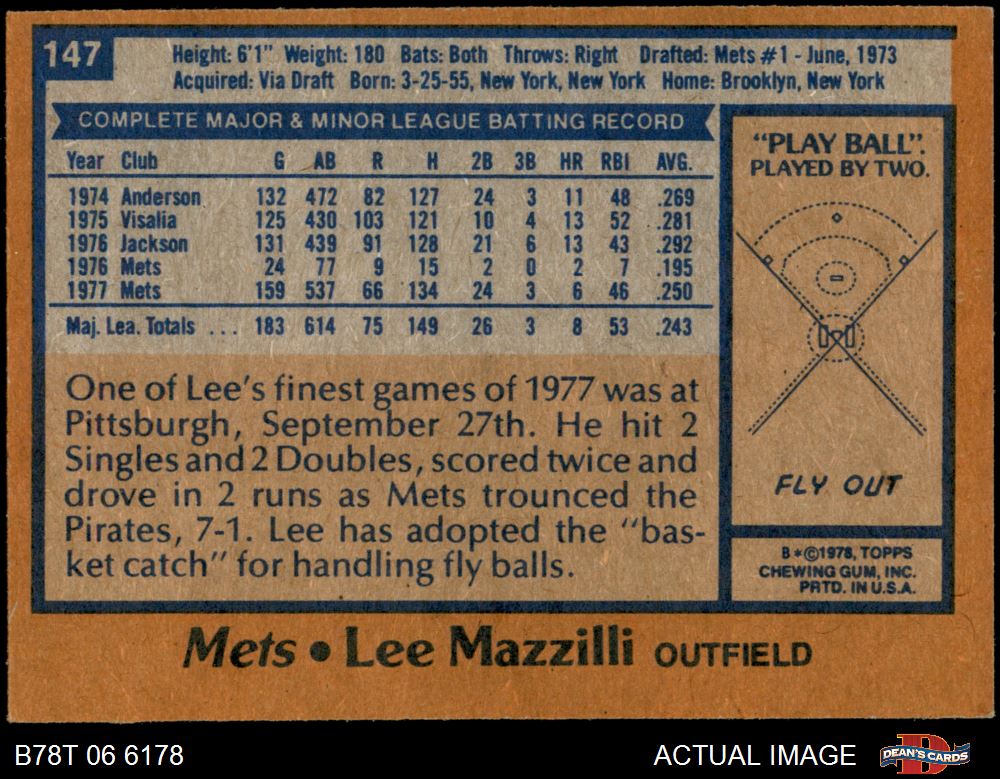 147
Height: 6'1" Weight: 180 Bats: Both Throws: Right Drafted: Mets #1 - June, 1973
Acquired: Via Draft Born: 3-25-55, New York, New York Home: Brooklyn, New York
COMPLETE MAJOR & MINOR LEAGUE BATTING RECORD
Year Club G AB R H 2B 3B HR RBI AVG.
1974 Anderson 132 472 82 127 24 3 11 48 .269
1975 Visalia 125 430 103 121 10 4 13 52 .281
1976 Jackson 131 439 91 128 21 6 13 43 .292
1976 Mets 24 77 9 15 2 0 2 7 .195
1977 Mets 159 537 66 134 24 3 6 46 .250
Maj. Lea. Totals ... 183 614 75 149 26 3 8 53 .243
One of Lee's finest games of 1977 was at
Pittsburgh, September 27th. He hit 2
Singles and 2 Doubles, scored twice and
drove in 2 runs as Mets trounced the
Pirates, 7-1. Lee has adopted the "bas-
ket catch" for handling fly balls.
"PLAY BALL".
PLAYED BY TWO.
FLY OUT
B*©1978, TOPPS
CHEWING GUM, INC.
PRTD. IN U.S.A.
Mets • Lee Mazzilli OUTFIELD
B78T 06 6178
ACTUAL IMAGE
DEAN'S CARDS